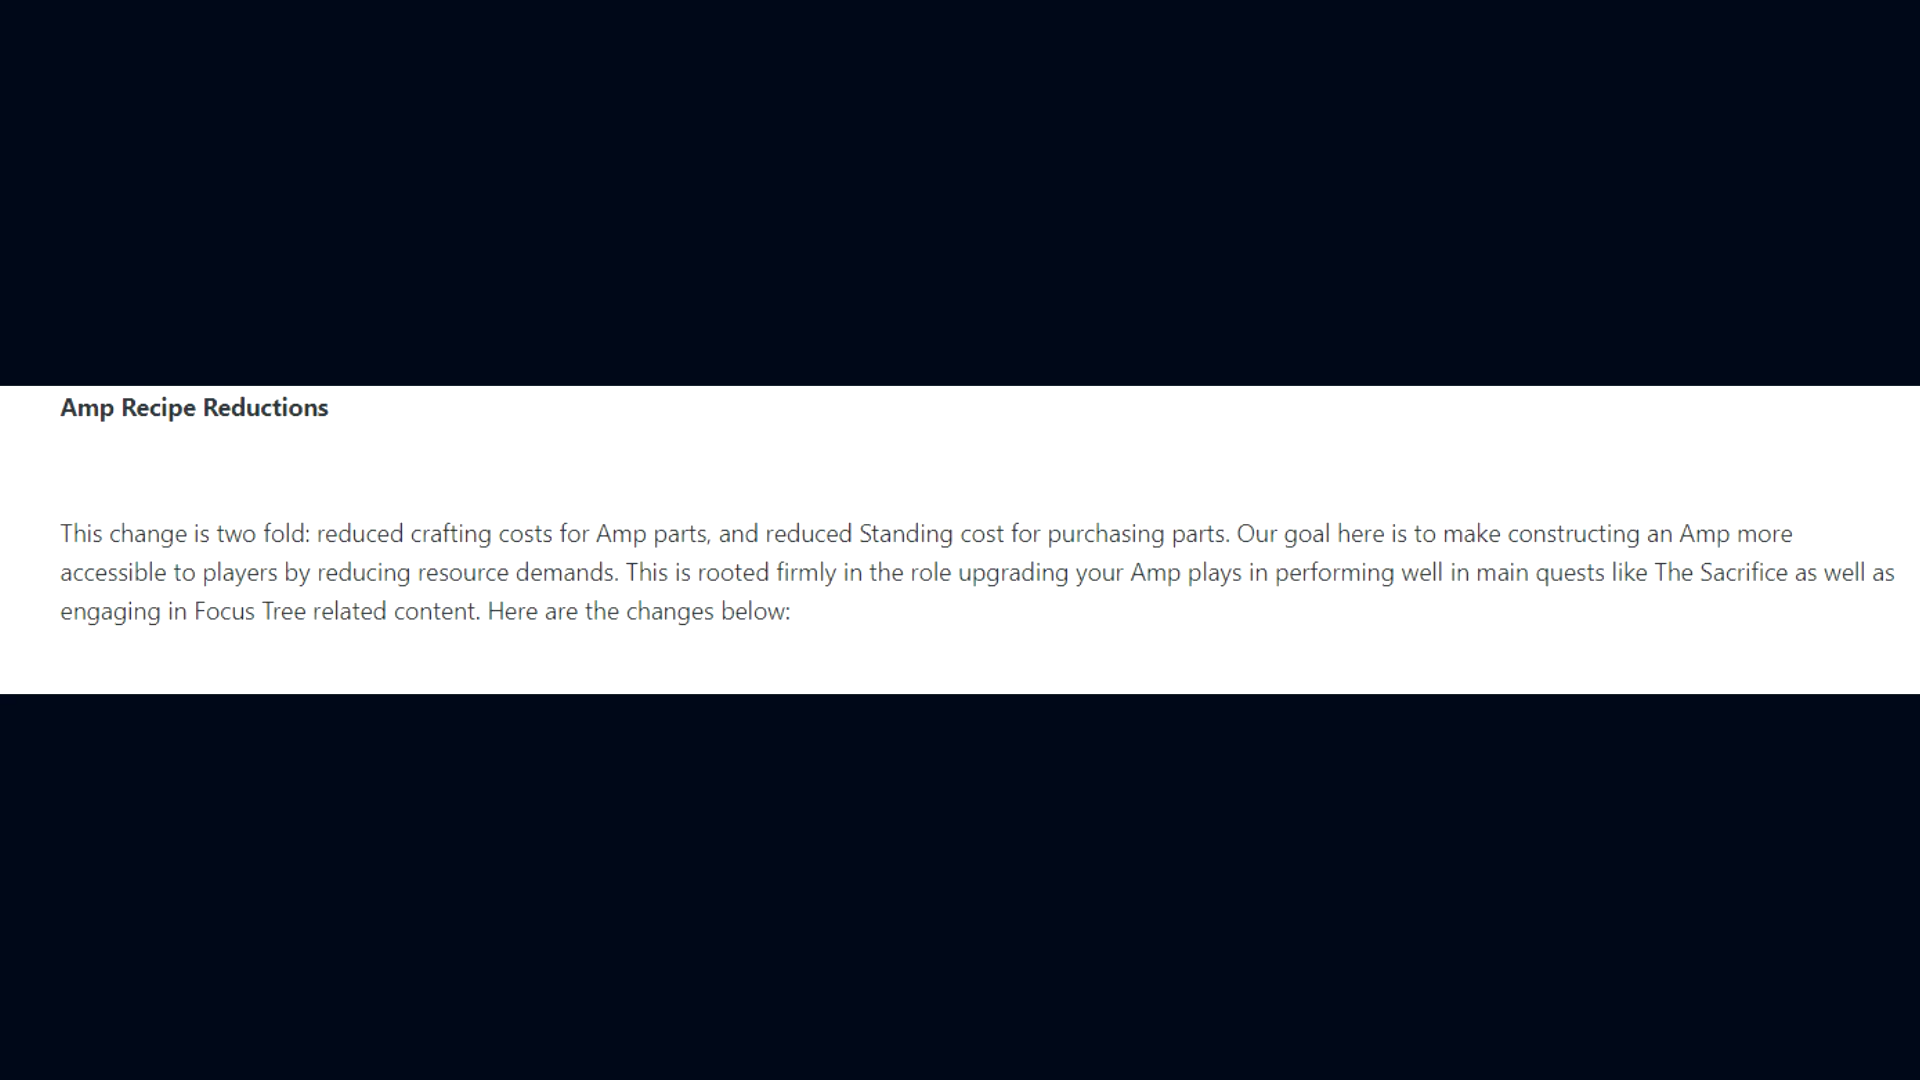 Amp Recipe Reductions
This change is two fold: reduced crafting costs for Amp parts, and reduced Standing cost for purchasing parts. Our goal here is to make constructing an Amp more
accessible to players by reducing resource demands. This is rooted firmly in the role upgrading your Amp plays in performing well in main quests like The Sacrifice as well as
engaging in Focus Tree related content. Here are the changes below: